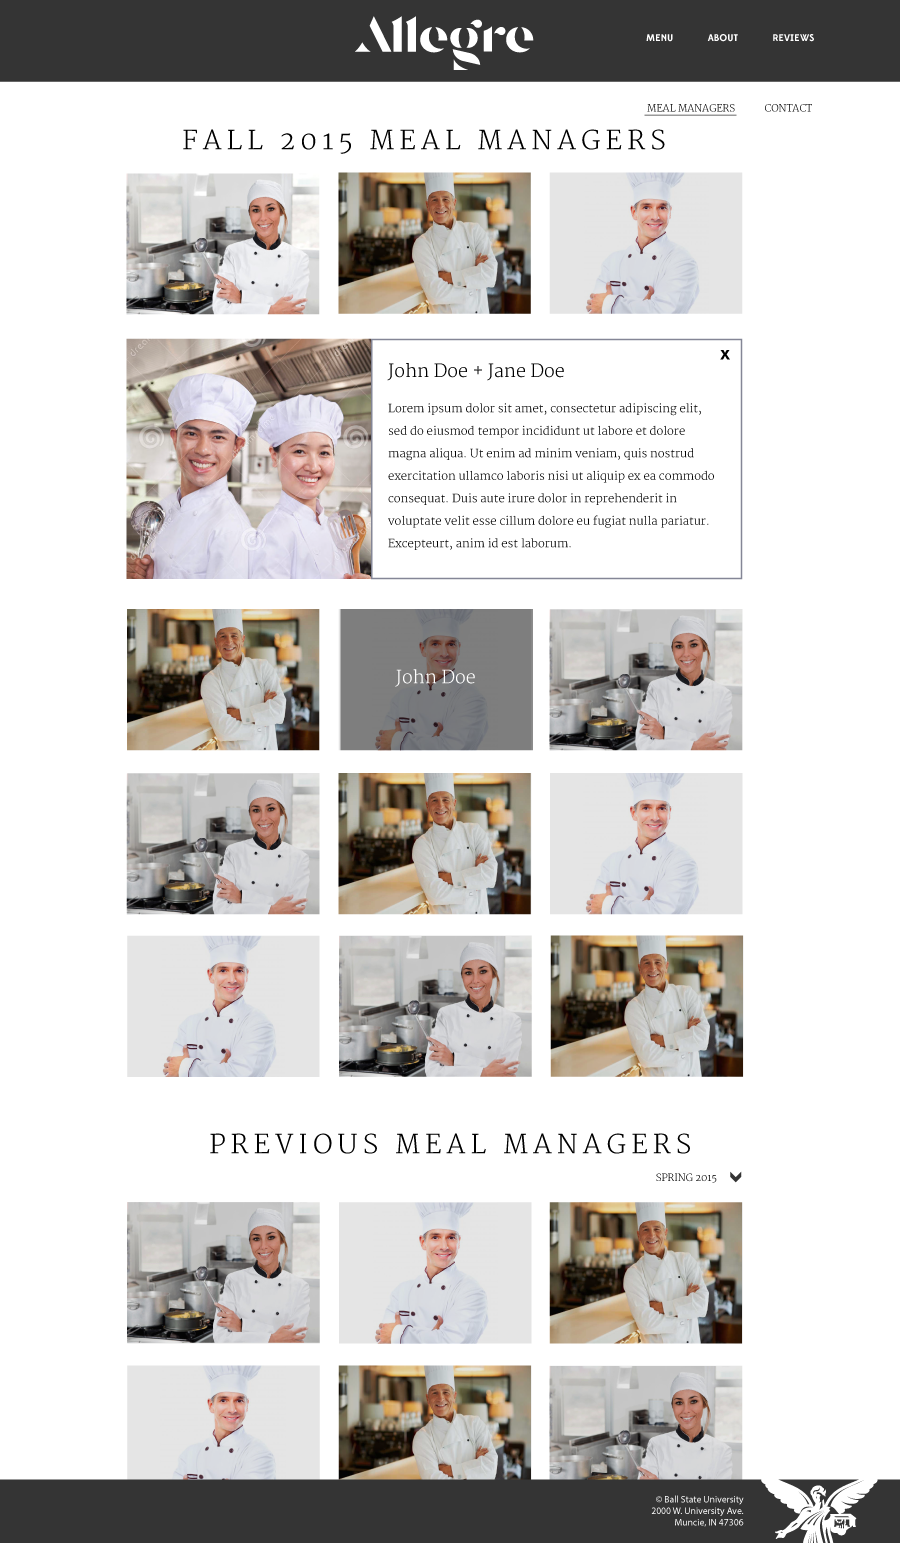 Allegre
MENU ABOUT REVIEWS
MEAL MANAGERS CONTACT
FALL 2015 MEAL MANAGERS
X
John Doe + Jane Doe
Lorem ipsum dolor sit amet, consectetur adipiscing elit,
sed do eiusmod tempor incididunt ut labore et dolore
magna aliqua. Ut enim ad minim veniam, quis nostrud
exercitation ullamco laboris nisi ut aliquip ex ea commodo
consequat. Duis aute irure dolor in reprehenderit in
voluptate velit esse cillum dolore eu fugiat nulla pariatur.
Excepteurt, anim id est laborum.
John Doe
PREVIOUS MEAL MANAGERS
SPRING 2015
© Ball State University
2000 W. University Ave.
Muncie, IN 47306